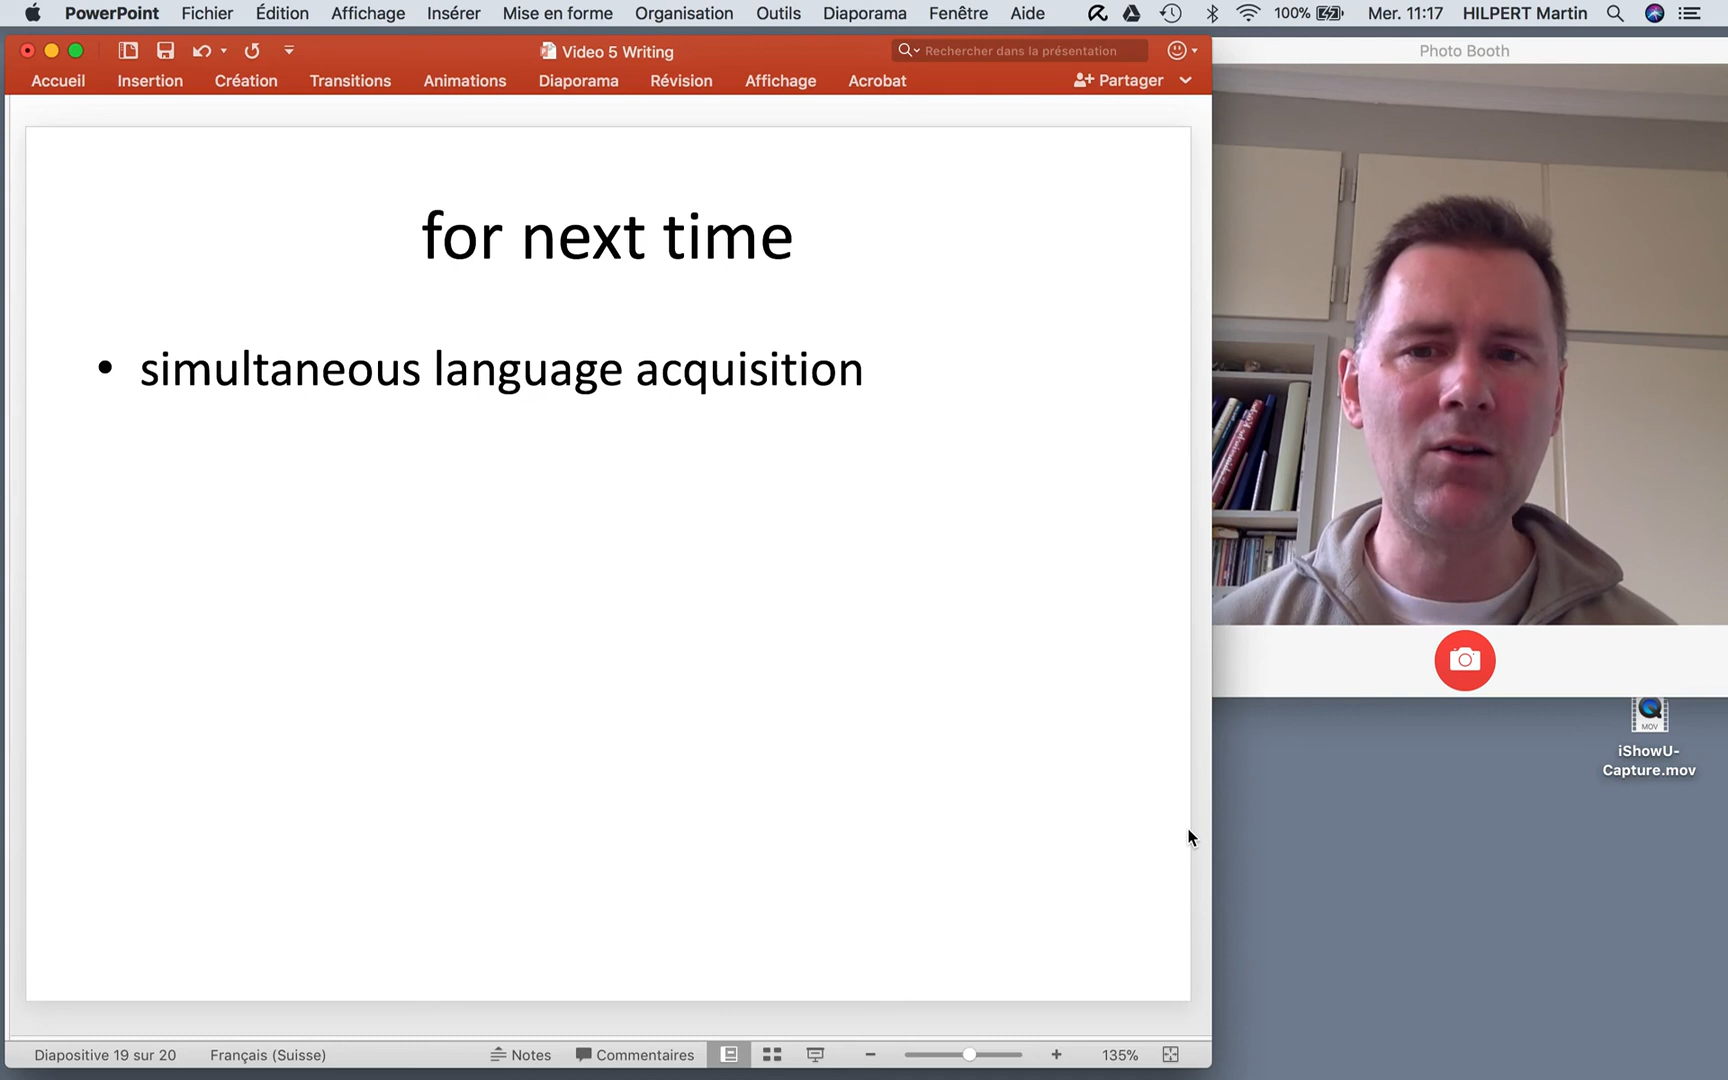 PowerPoint Fichier Édition Affichage Insérer Mise en forme Organisation Outils Diaporama Fenêtre Aide 100% Mer. 11:17 HILPERT Martin
Video 5 Writing
Rechercher dans la présentation
Photo Booth
Accueil Insertion Création Transitions Animations Diaporama Révision Affichage Acrobat Partager
for next time
• simultaneous language acquisition
MOV
iShowU-
Capture.mov
Diapositive 19 sur 20 Français (Suisse) Notes Commentaires 135%